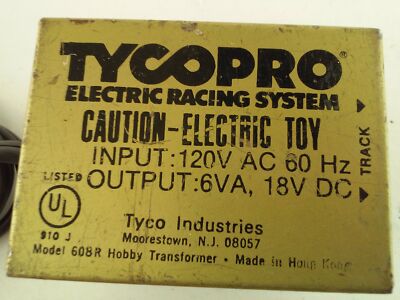 TYCOPRO®
ELECTRIC RACING SYSTEM
CAUTION-ELECTRIC TOY
INPUT:120V AC 60 Hz
OUTPUT:6VA, 18V DC
TRACK
LISTED
UL
®
910 J
Tyco Industries
Moorestown, N.J. 08057
Model 608R Hobby Transformer • Made in Hong Kong